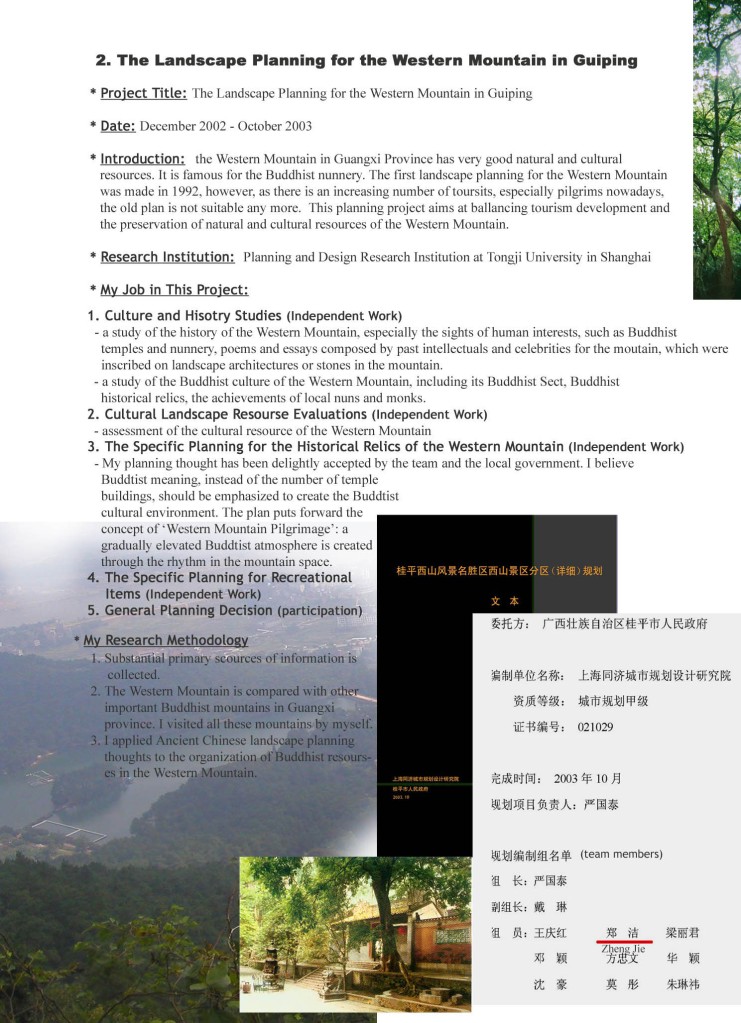 2. The Landscape Planning for the Western Mountain in Guiping
* Project Title: The Landscape Planning for the Western Mountain in Guiping
* Date: December 2002 - October 2003
* Introduction: the Western Mountain in Guangxi Province has very good natural and cultural
resources. It is famous for the Buddhist nunnery. The first landscape planning for the Western Mountain
was made in 1992, however, as there is an increasing number of toursits, especially pilgrims nowadays,
the old plan is not suitable any more. This planning project aims at ballancing tourism development and
the preservation of natural and cultural resources of the Western Mountain.
* Research Institution: Planning and Design Research Institution at Tongji University in Shanghai
* My Job in This Project:
1. Culture and Hisotry Studies (Independent Work)
- a study of the history of the Western Mountain, especially the sights of human interests, such as Buddhist
temples and nunnery, poems and essays composed by past intellectuals and celebrities for the moutain, which were
inscribed on landscape architectures or stones in the mountain.
- a study of the Buddhist culture of the Western Mountain, including its Buddhist Sect, Buddhist
historical relics, the achievements of local nuns and monks.
2. Cultural Landscape Resourse Evaluations (Independent Work)
- assessment of the cultural resource of the Western Mountain
3. The Specific Planning for the Historical Relics of the Western Mountain (Independent Work)
- My planning thought has been delightly accepted by the team and the local government. I believe
Buddtist meaning, instead of the number of temple
buildings, should be emphasized to create the Buddtist
cultural environment. The plan puts forward the
concept of ‘Western Mountain Pilgrimage’: a
gradually elevated Buddtist atmosphere is created
through the rhythm in the mountain space.
4. The Specific Planning for Recreational
Items (Independent Work)
5. General Planning Decision (participation)
* My Research Methodology
1. Substantial primary scources of information is
collected.
2. The Western Mountain is compared with other
important Buddhist mountains in Guangxi
province. I visited all these mountains by myself.
3. I applied Ancient Chinese landscape planning
thoughts to the organization of Buddhist resours-
es in the Western Mountain.
桂平西山风景名胜区西山景区分区(详细)规划
文 本
上海同济城市规划设计研究院
桂平市人民政府
2003.10
委托方： 广西壮族自治区桂平市人民政府
编制单位名称： 上海同济城市规划设计研究院
资质等级： 城市规划甲级
证书编号： 021029
完成时间： 2003 年 10 月
规划项目负责人：严国泰
规划编制组名单 (team members)
组 长：严国泰
副组长：戴 琳
组 员：王庆红 郑 洁 梁丽君
Zheng Jie
邓 颖 方忠文 华 颖
沈 豪 莫 彤 朱琳祎